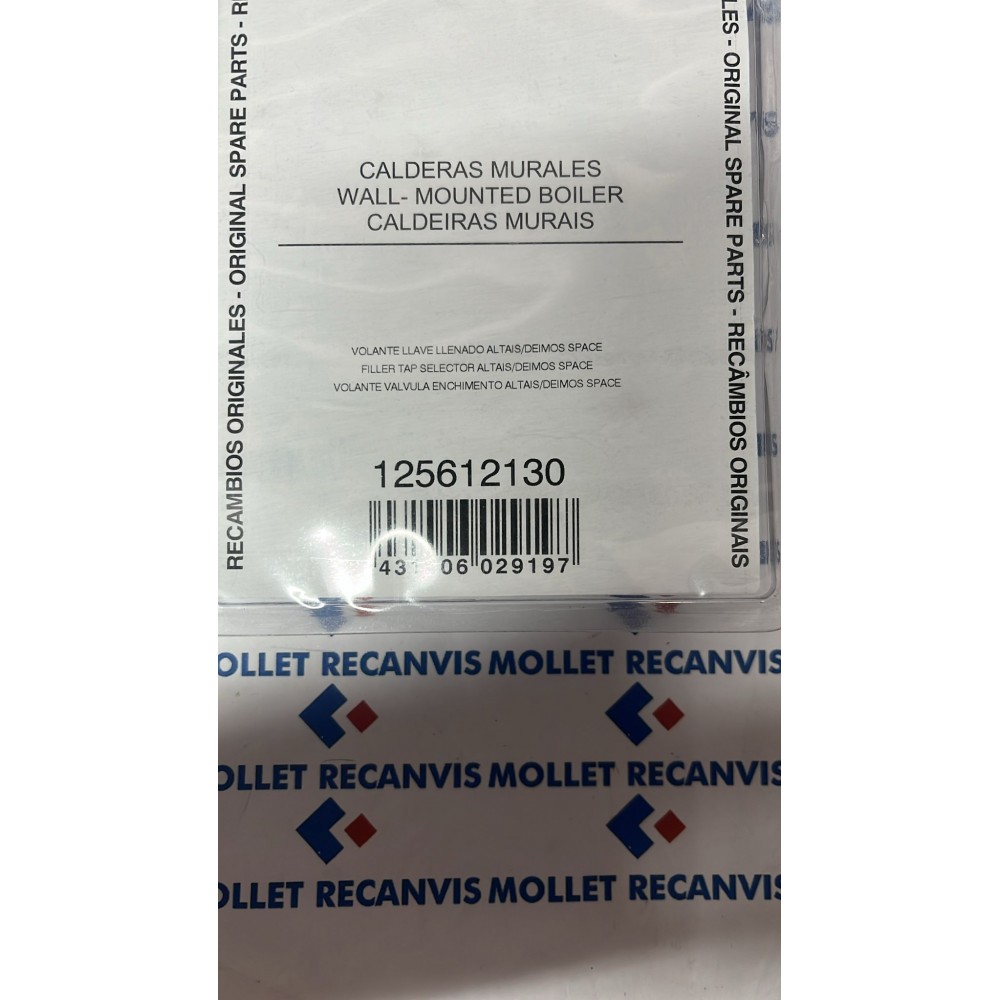 RECAMBIOS ORIGINALES - ORIGINAL SPARE PARTS -
ORIGINAL SPARE PARTS - RECÂMBIOS ORIGINAIS
CALDERAS MURALES
WALL- MOUNTED BOILER
CALDEIRAS MURAIS
VOLANTE LLAVE LLENADO ALTAIS/DEIMOS SPACE
FILLER TAP SELECTOR ALTAIS/DEIMOS SPACE
VOLANTE VALVULA ENCHIMENTO ALTAIS/DEIMOS SPACE
125612130
06 029197
OLLET RECANVIS MOLLET RECANVIS
OLLET RECANVIS MOLLET RECANVIS
OLLET RECANVIS MOLLET RECANVIS